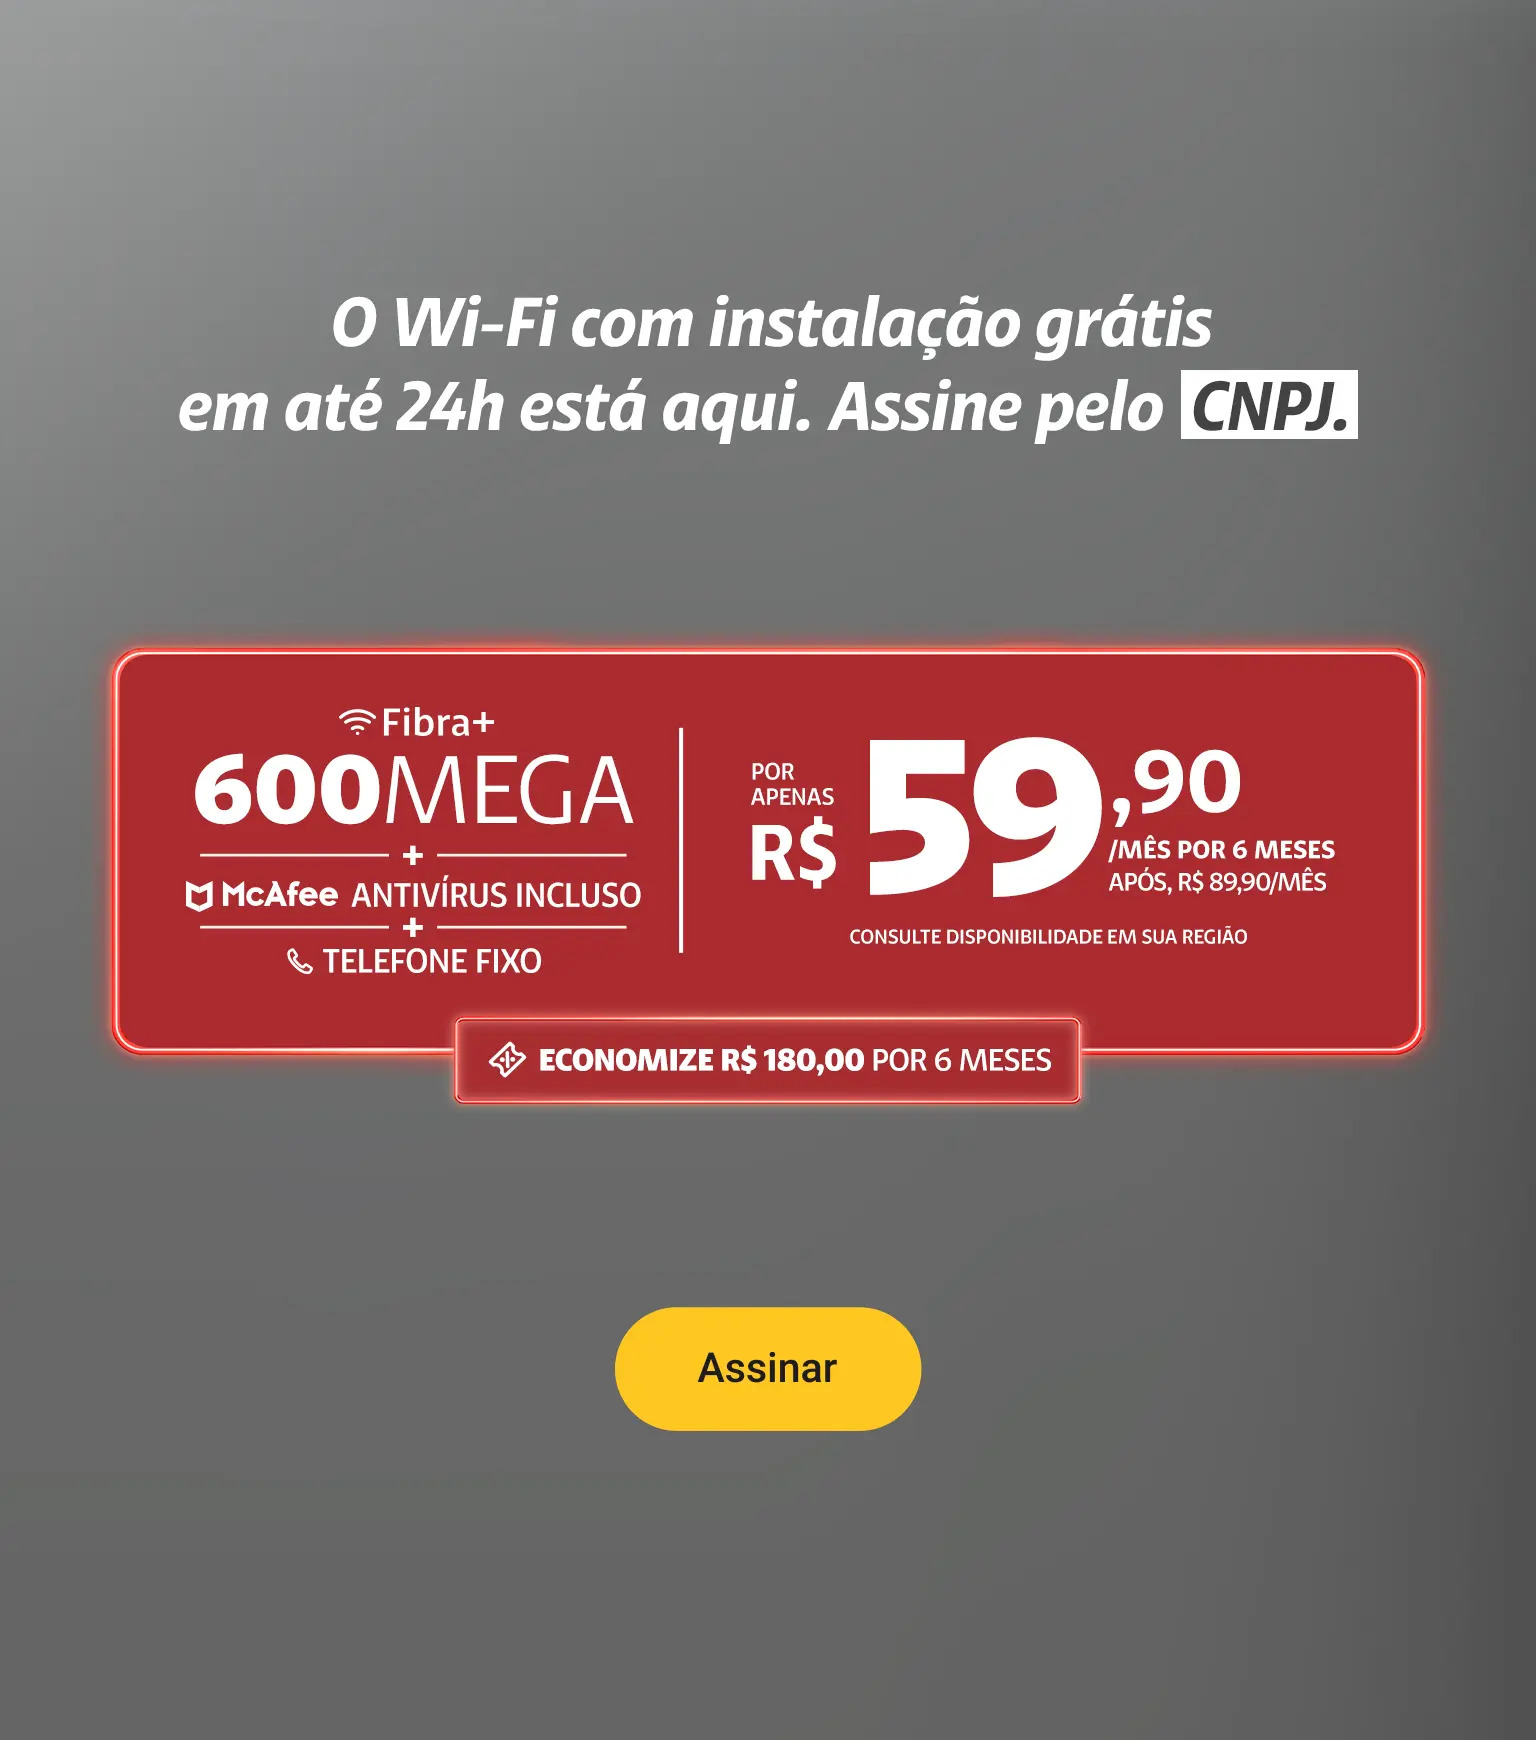 O Wi-Fi com instalação grátis
em até 24h está aqui. Assine pelo CNPJ.
Fibra+
600MEGA
+
McAfee ANTIVÍRUS INCLUSO
+
TELEFONE FIXO
POR
APENAS
R$ 59,90
/MÊS POR 6 MESES
APÓS, R$ 89,90/MÊS
CONSULTE DISPONIBILIDADE EM SUA REGIÃO
ECONOMIZE R$ 180,00 POR 6 MESES
Assinar